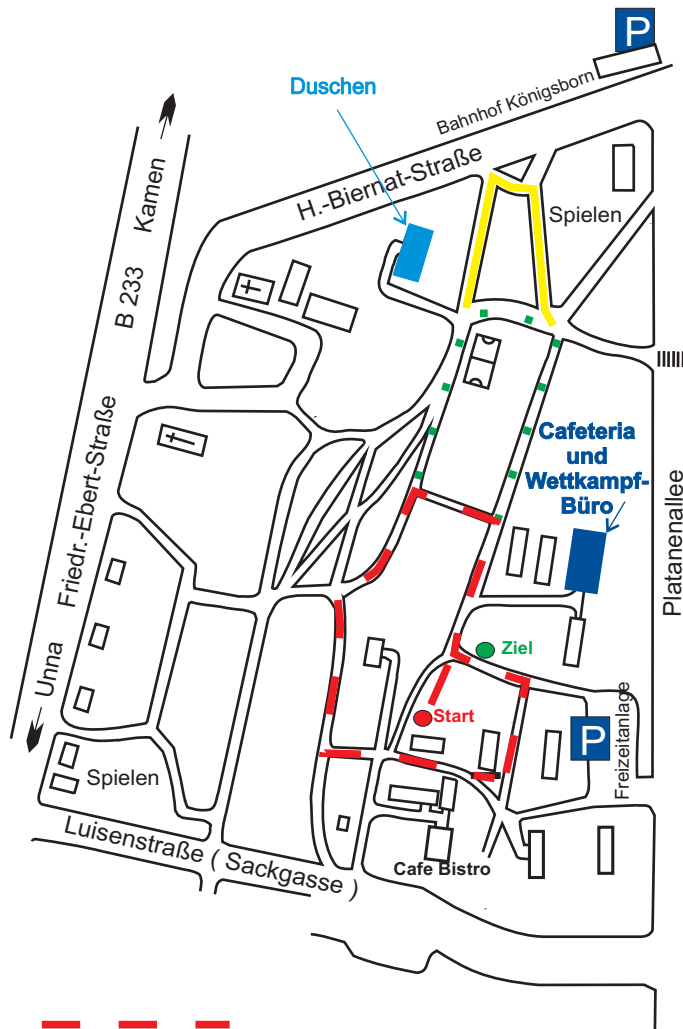 P
Duschen
Bahnhof Königsborn
H.-Biernat-Straße
Kamen
B 233
Spielen
Friedr.-Ebert-Straße
Cafeteria
und
Wettkampf-
Büro
Platanenallee
Unna
Ziel
Start
P
Freizeitanlage
Spielen
Luisenstraße ( Sackgasse )
Cafe Bistro